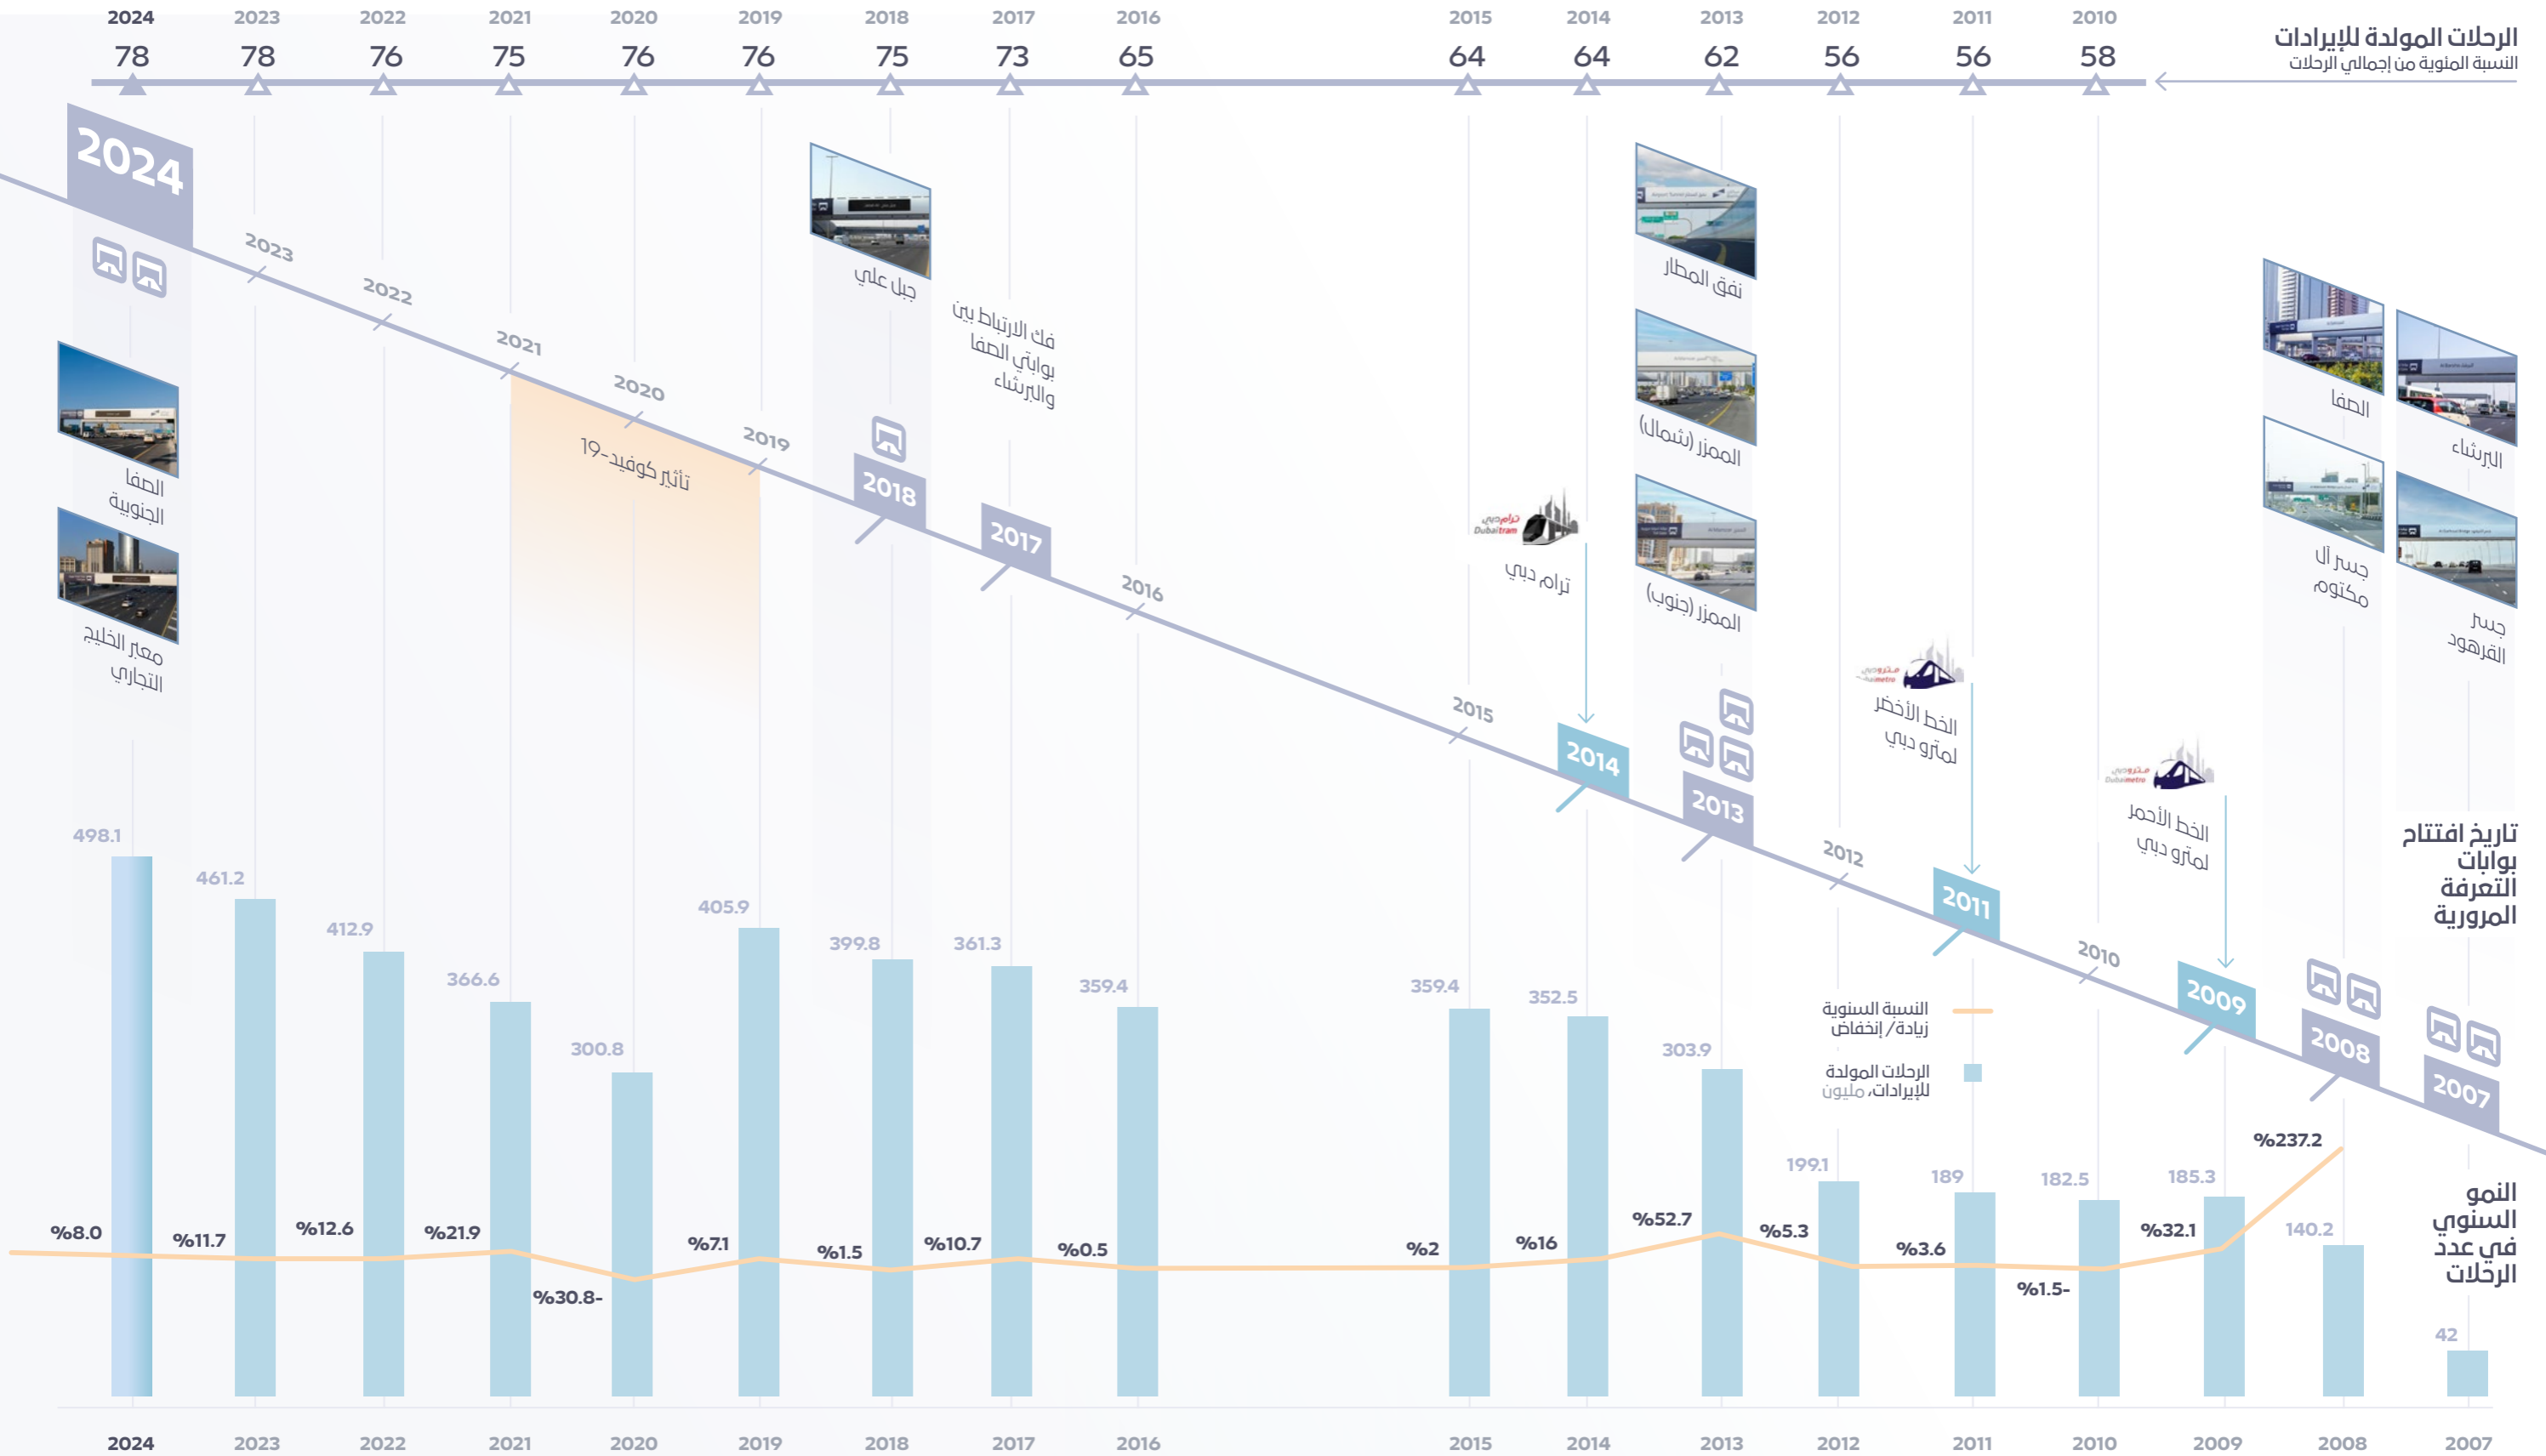 الرحلات المولدة للإيرادات
النسبة المئوية من إجمالي الرحلات
2010 2011 2012 2013 2014 2015 2016 2017 2018 2019 2020 2021 2022 2023 2024
58 56 56 62 64 64 65 73 75 76 76 75 76 78 78
تاريخ افتتاح
بوابات
التعرفة
المرورية
2007
البرشاء
جسر
القرهود
2008
الصفا
جسر آل
مكتوم
2009
مترو دبي
Dubai metro
الخط الأحمر
لمترو دبي
2010
2011
مترو دبي
الخط الأخضر
لمترو دبي
2012
2013
نفق المطار
الممزر (شمال)
الممزر (جنوب)
2014
ترام دبي
Dubai tram
ترام دبي
2015
2016
2017
فك الارتباط بين
بوابتي الصفا
والبرشاء
2018
جبل علي
2019
2020
تأثير كوفيد-19
2021
2022
2023
2024
الصفا
الجنوبية
معبر الخليج
التجاري
النسبة السنوية
زيادة/ إنخفاض
الرحلات المولدة
للإيرادات، مليون
النمو
السنوي
في عدد
الرحلات
42 140.2 185.3 182.5 189 199.1 303.9 352.5 359.4 359.4 361.3 399.8 405.9 300.8 366.6 412.9 461.2 498.1
%237.2 %32.1 %1.5- %3.6 %5.3 %52.7 %16 %2 %0.5 %10.7 %1.5 %7.1 %30.8- %21.9 %12.6 %11.7 %8.0
2007 2008 2009 2010 2011 2012 2013 2014 2015 2016 2017 2018 2019 2020 2021 2022 2023 2024